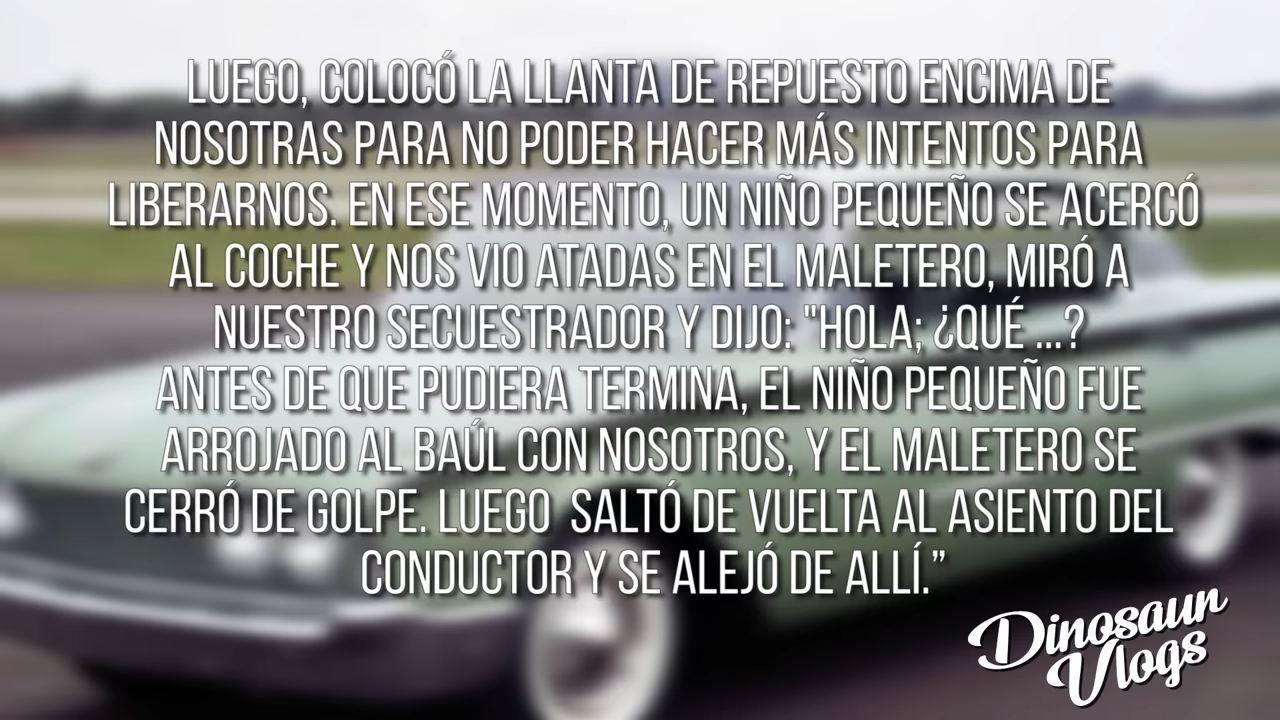 LUEGO, COLOCÓ LA LLANTA DE REPUESTO ENCIMA DE
NOSOTRAS PARA NO PODER HACER MÁS INTENTOS PARA
LIBERARNOS. EN ESE MOMENTO, UN NIÑO PEQUEÑO SE ACERCÓ
AL COCHE Y NOS VIO ATADAS EN EL MALETERO, MIRÓ A
NUESTRO SECUESTRADOR Y DIJO: "HOLA; ¿QUÉ ...?
ANTES DE QUE PUDIERA TERMINA, EL NIÑO PEQUEÑO FUE
ARROJADO AL BAÚL CON NOSOTROS, Y EL MALETERO SE
CERRÓ DE GOLPE. LUEGO  SALTÓ DE VUELTA AL ASIENTO DEL
CONDUCTOR Y SE ALEJÓ DE ALLÍ.”
Dinosaur
Vlogs